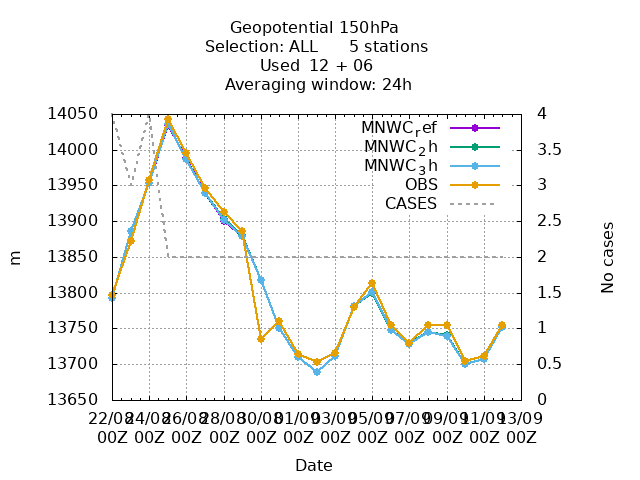 Geopotential 150hPa
Selection: ALL 5 stations
Used 12 + 06
Averaging window: 24h
14050
14000
13950
13900
13850
13800
13750
13700
13650
m
4
3.5
3
2.5
2
1.5
1
0.5
0
No cases
MNWC_ref
MNWC_2h
MNWC_3h
OBS
CASES
22/08 24/08 26/08 28/08 30/08 01/09 03/09 05/09 07/09 09/09 11/09 13/09
00Z 00Z 00Z 00Z 00Z 00Z 00Z 00Z 00Z 00Z 00Z 00Z
Date